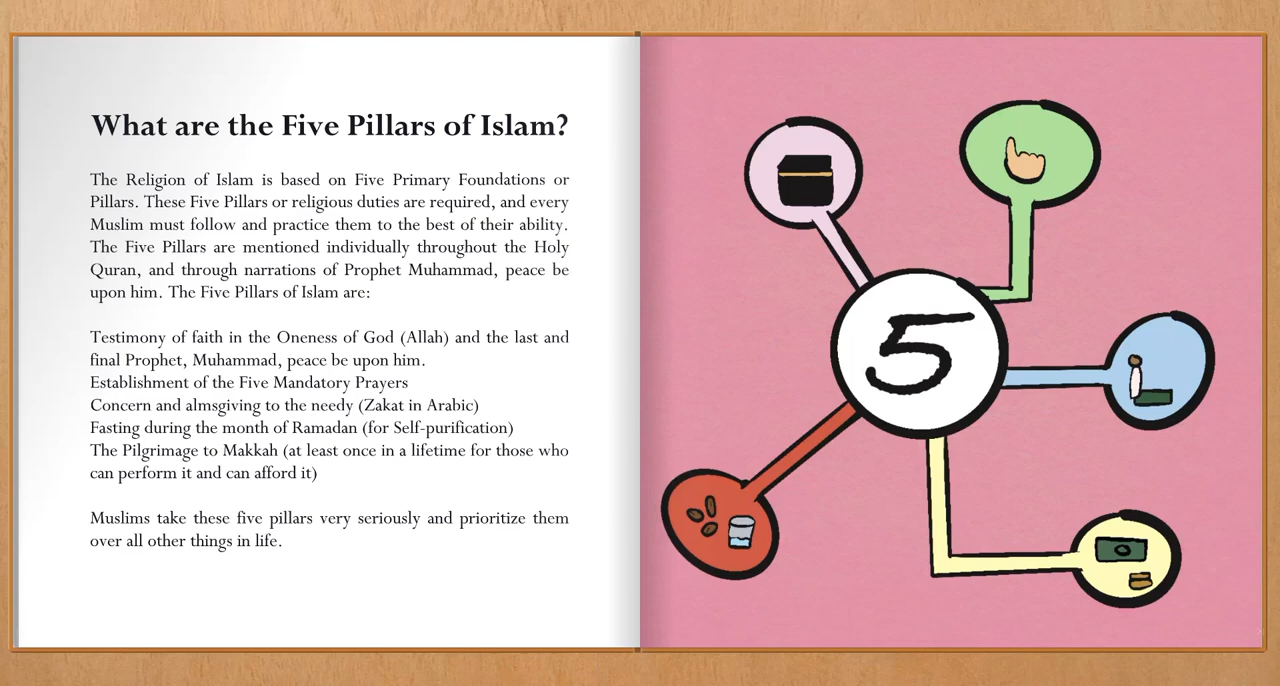 What are the Five Pillars of Islam?
The Religion of Islam is based on Five Primary Foundations or
Pillars. These Five Pillars or religious duties are required, and every
Muslim must follow and practice them to the best of their ability.
The Five Pillars are mentioned individually throughout the Holy
Quran, and through narrations of Prophet Muhammad, peace be
upon him. The Five Pillars of Islam are:
Testimony of faith in the Oneness of God (Allah) and the last and
final Prophet, Muhammad, peace be upon him.
Establishment of the Five Mandatory Prayers
Concern and almsgiving to the needy (Zakat in Arabic)
Fasting during the month of Ramadan (for Self-purification)
The Pilgrimage to Makkah (at least once in a lifetime for those who
can perform it and can afford it)
Muslims take these five pillars very seriously and prioritize them
over all other things in life.
5